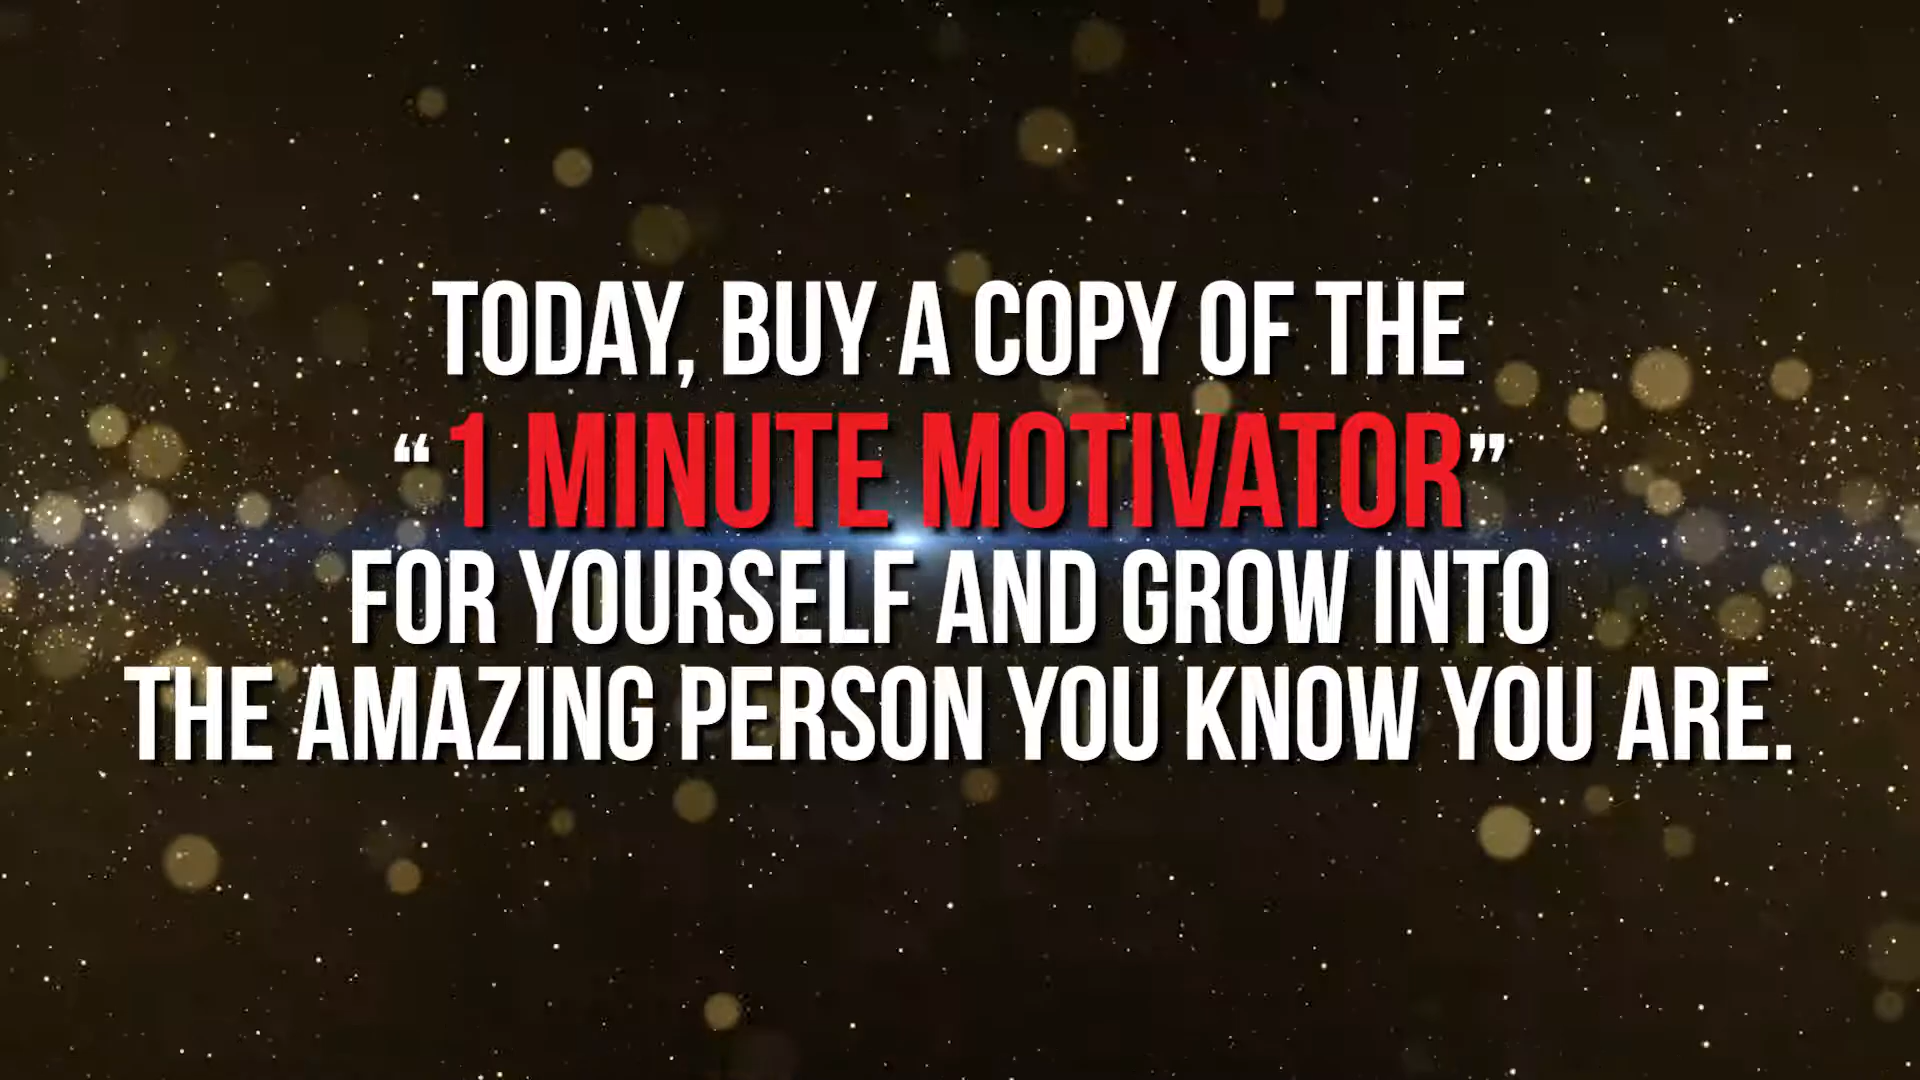 TODAY, BUY A COPY OF THE
“1 MINUTE MOTIVATOR”
FOR YOURSELF AND GROW INTO
THE AMAZING PERSON YOU KNOW YOU ARE.